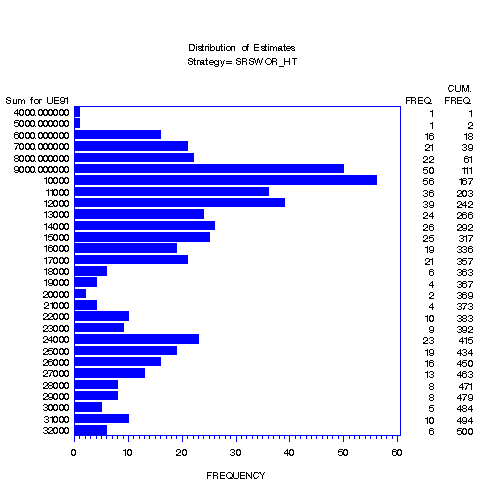 Distribution of Estimates
Strategy= SRSWOR_HT
CUM.
Sum for UE91 FREQ. FREQ.
4000.000000 1 1
5000.000000 1 2
6000.000000 16 18
7000.000000 21 39
8000.000000 22 61
9000.000000 50 111
10000 56 167
11000 36 203
12000 39 242
13000 24 266
14000 26 292
15000 25 317
16000 19 336
17000 21 357
18000 6 363
19000 4 367
20000 2 369
21000 4 373
22000 10 383
23000 9 392
24000 23 415
25000 19 434
26000 16 450
27000 13 463
28000 8 471
29000 8 479
30000 5 484
31000 10 494
32000 6 500
0 10 20 30 40 50 60
FREQUENCY